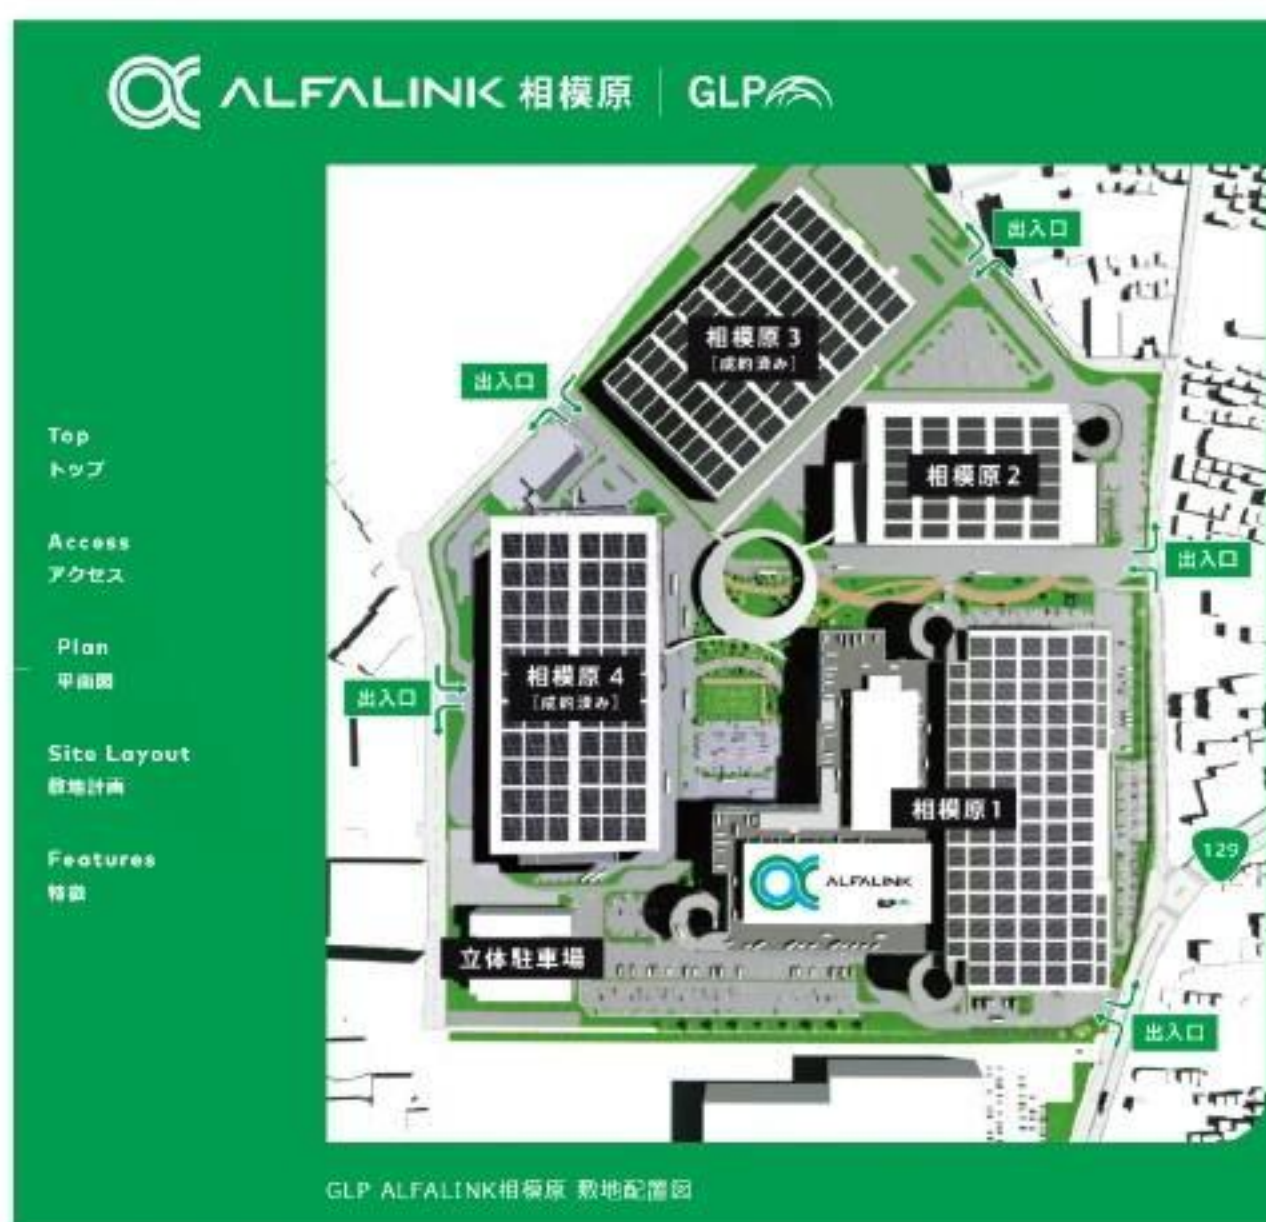 ALFALINK 相模原 GLP
出入口
相模原 3
[成約済み]
出入口
相模原 2
Top
トップ
Access
アクセス
出入口
Plan
平面図
相模原 4
[成約済み]
出入口
Site Layout
敷地計画
相模原1
129
Features
特徴
ALFALINK
立体駐車場
出入口
GLP ALFALINK相模原 敷地配置図